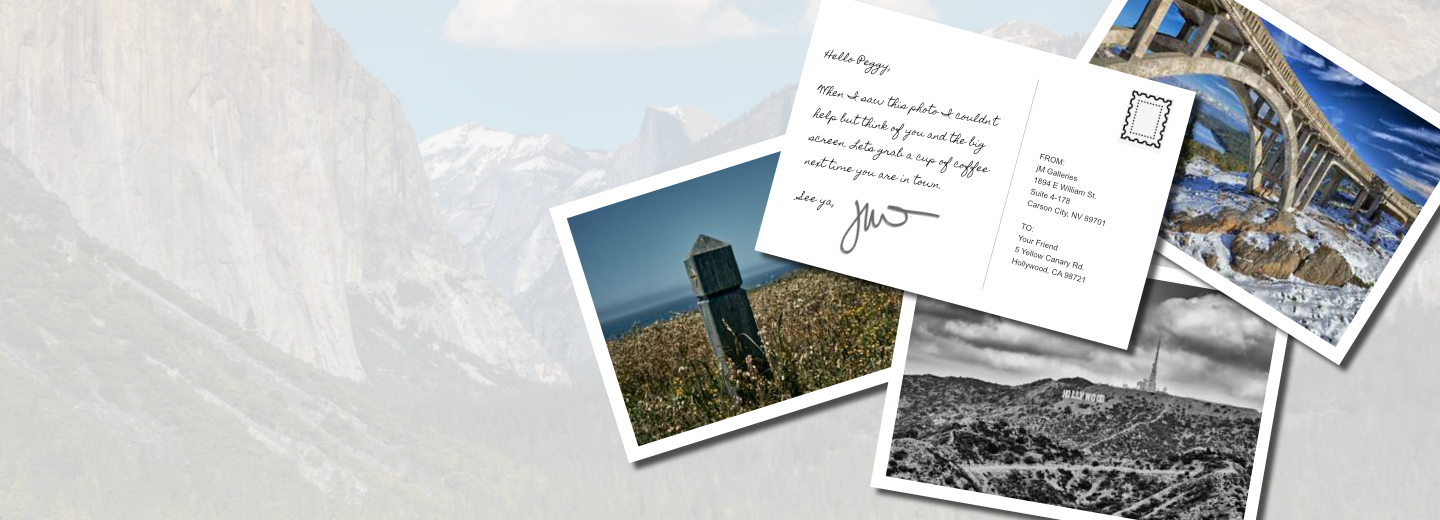 Hello Peggy,
When I saw this photo I couldnt
help but think of you and the big
screen. Lets grab a cup of coffee
next time you are in town.
See ya,
JM
FROM:
JM Galleries
1894 E William St.
Suite 4-178
Carson City, NV 89701
TO:
Your Friend
5 Yellow Canary Rd.
Hollywood, CA 98721
HOLLYWOOD